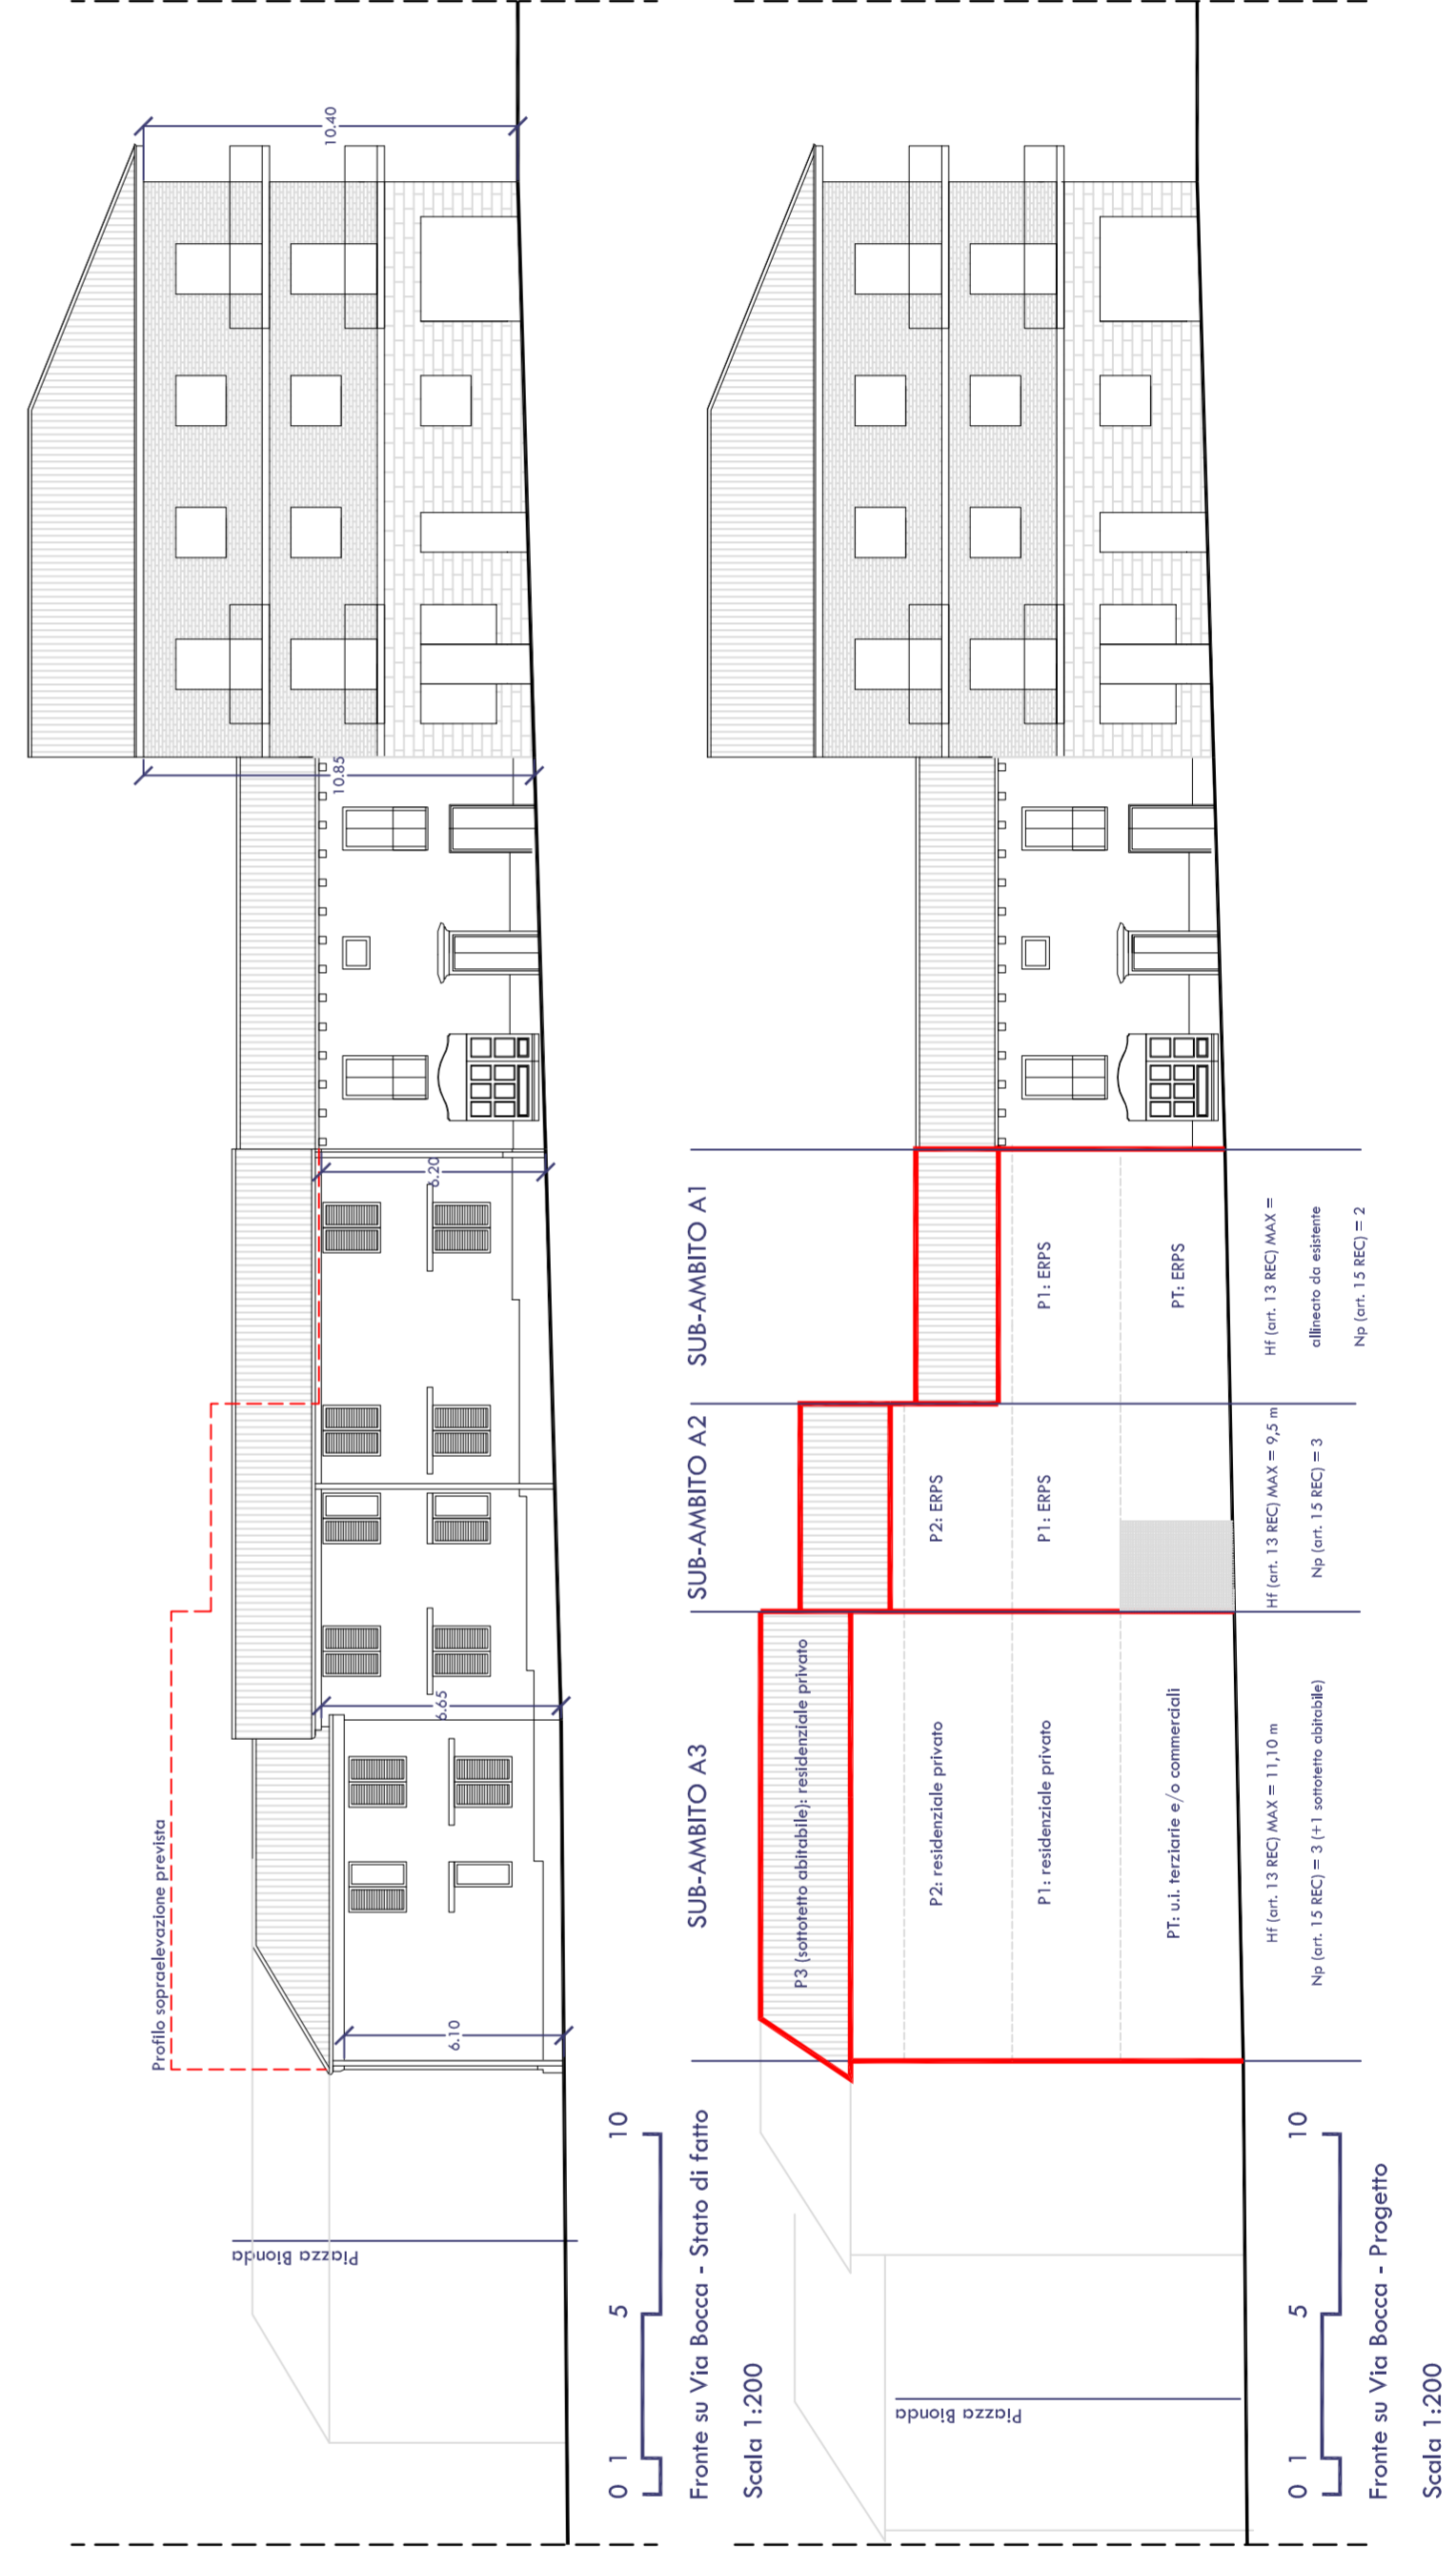 Profilo sopraelevazione prevista
6.10
6.65
6.20
10.85
10.40
Piazza Bionda
0 1 5 10
Fronte su Via Bocca - Stato di fatto
Scala 1:200
SUB-AMBITO A3
SUB-AMBITO A2
SUB-AMBITO A1
P3 (sottotetto abitabile): residenziale privato
P2: residenziale privato
P2: ERPS
P1: residenziale privato
P1: ERPS
P1: ERPS
PT: u.i. terziarie e/o commerciali
PT: ERPS
Hf (art. 13 REC) MAX = 11,10 m
Np (art. 15 REC) = 3 (+1 sottotetto abitabile)
Hf (art. 13 REC) MAX = 9,5 m
Np (art. 15 REC) = 3
Hf (art. 13 REC) MAX =
allineato da esistente
Np (art. 15 REC) = 2
Piazza Bionda
0 1 5 10
Fronte su Via Bocca - Progetto
Scala 1:200